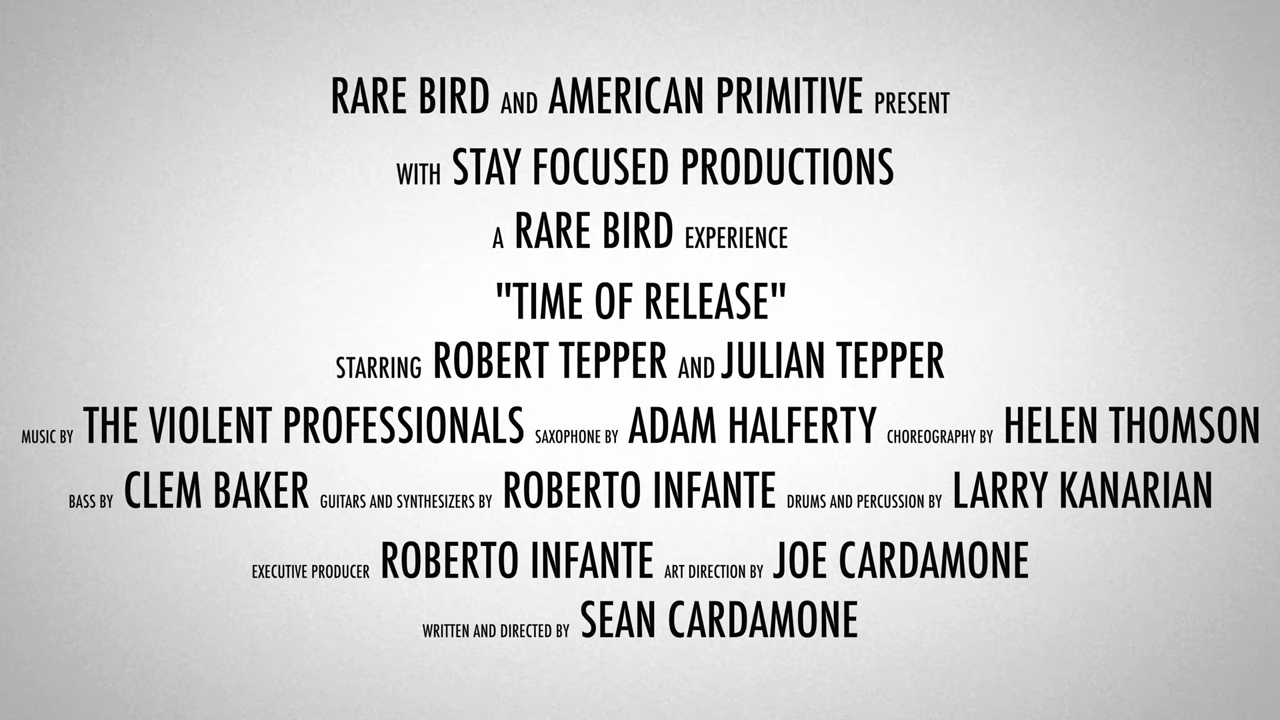 RARE BIRD AND AMERICAN PRIMITIVE PRESENT
WITH STAY FOCUSED PRODUCTIONS
A RARE BIRD EXPERIENCE
"TIME OF RELEASE"
STARRING ROBERT TEPPER AND JULIAN TEPPER
MUSIC BY THE VIOLENT PROFESSIONALS SAXOPHONE BY ADAM HALFERTY CHOREOGRAPHY BY HELEN THOMSON
BASS BY CLEM BAKER GUITARS AND SYNTHESIZERS BY ROBERTO INFANTE DRUMS AND PERCUSSION BY LARRY KANARIAN
EXECUTIVE PRODUCER ROBERTO INFANTE ART DIRECTION BY JOE CARDAMONE
WRITTEN AND DIRECTED BY SEAN CARDAMONE